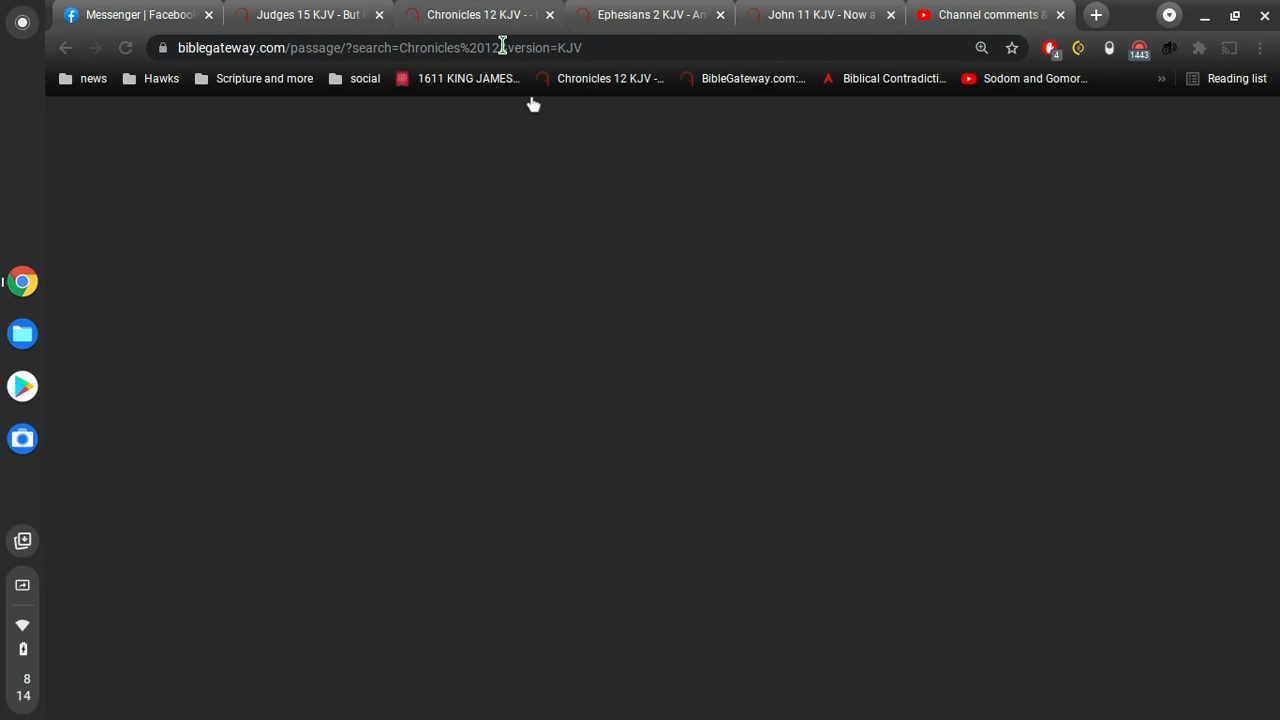 Messenger | Facebook
Judges 15 KJV - But i
Chronicles 12 KJV - -
Ephesians 2 KJV - An
John 11 KJV - Now a
Channel comments &
biblegateway.com/passage/?search=Chronicles%2012&version=KJV
4
1443
news
Hawks
Scripture and more
social
1611 KING JAMES...
Chronicles 12 KJV -...
BibleGateway.com:...
Biblical Contradicti...
Sodom and Gomor...
»
Reading list
8
14